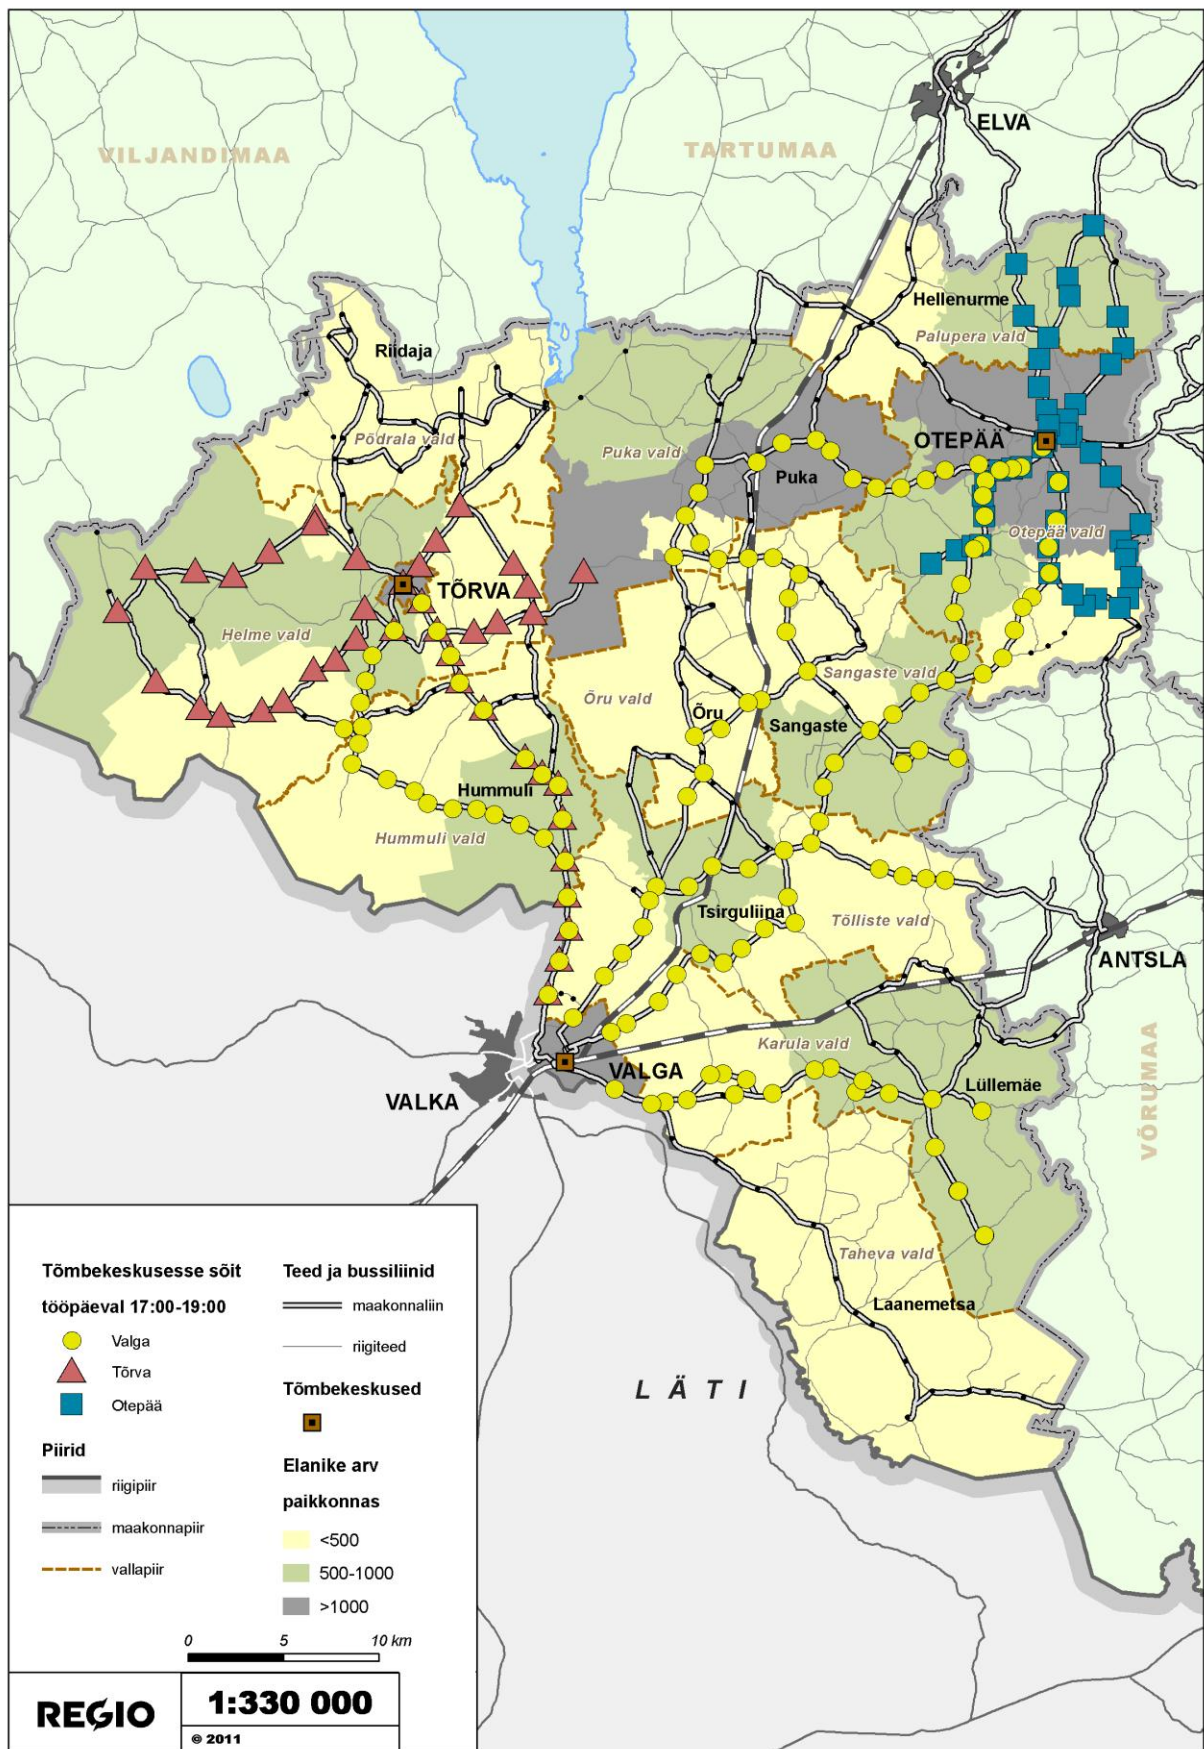 ELVA
VILJANDIMAA
TARTUMAA
Hellenurme
Palupera vald
Riidaja
Põdrala vald
OTEPÄÄ
Puka vald
Puka
Otepää vald
TÕRVA
Helme vald
Sangaste vald
Õru vald
Õru
Sangaste
Hummuli
Hummuli vald
Tsirguliina
Tõlliste vald
ANTSLA
Karula vald
VALGA
Lüllemäe
VALKA
VÕRUMAA
Taheva vald
Laanemetsa
LÄTI
Tõmbekeskusesse sõit
tööpäeval 17:00-19:00
Valga
Tõrva
Otepää
Piirid
riigipiir
maakonnapiir
vallapiir
Teed ja bussiliinid
maakonnaliin
riigiteed
Tõmbekeskused
Elanike arv
paikkonnas
<500
500-1000
>1000
0 5 10 km
REGIO
1:330 000
© 2011